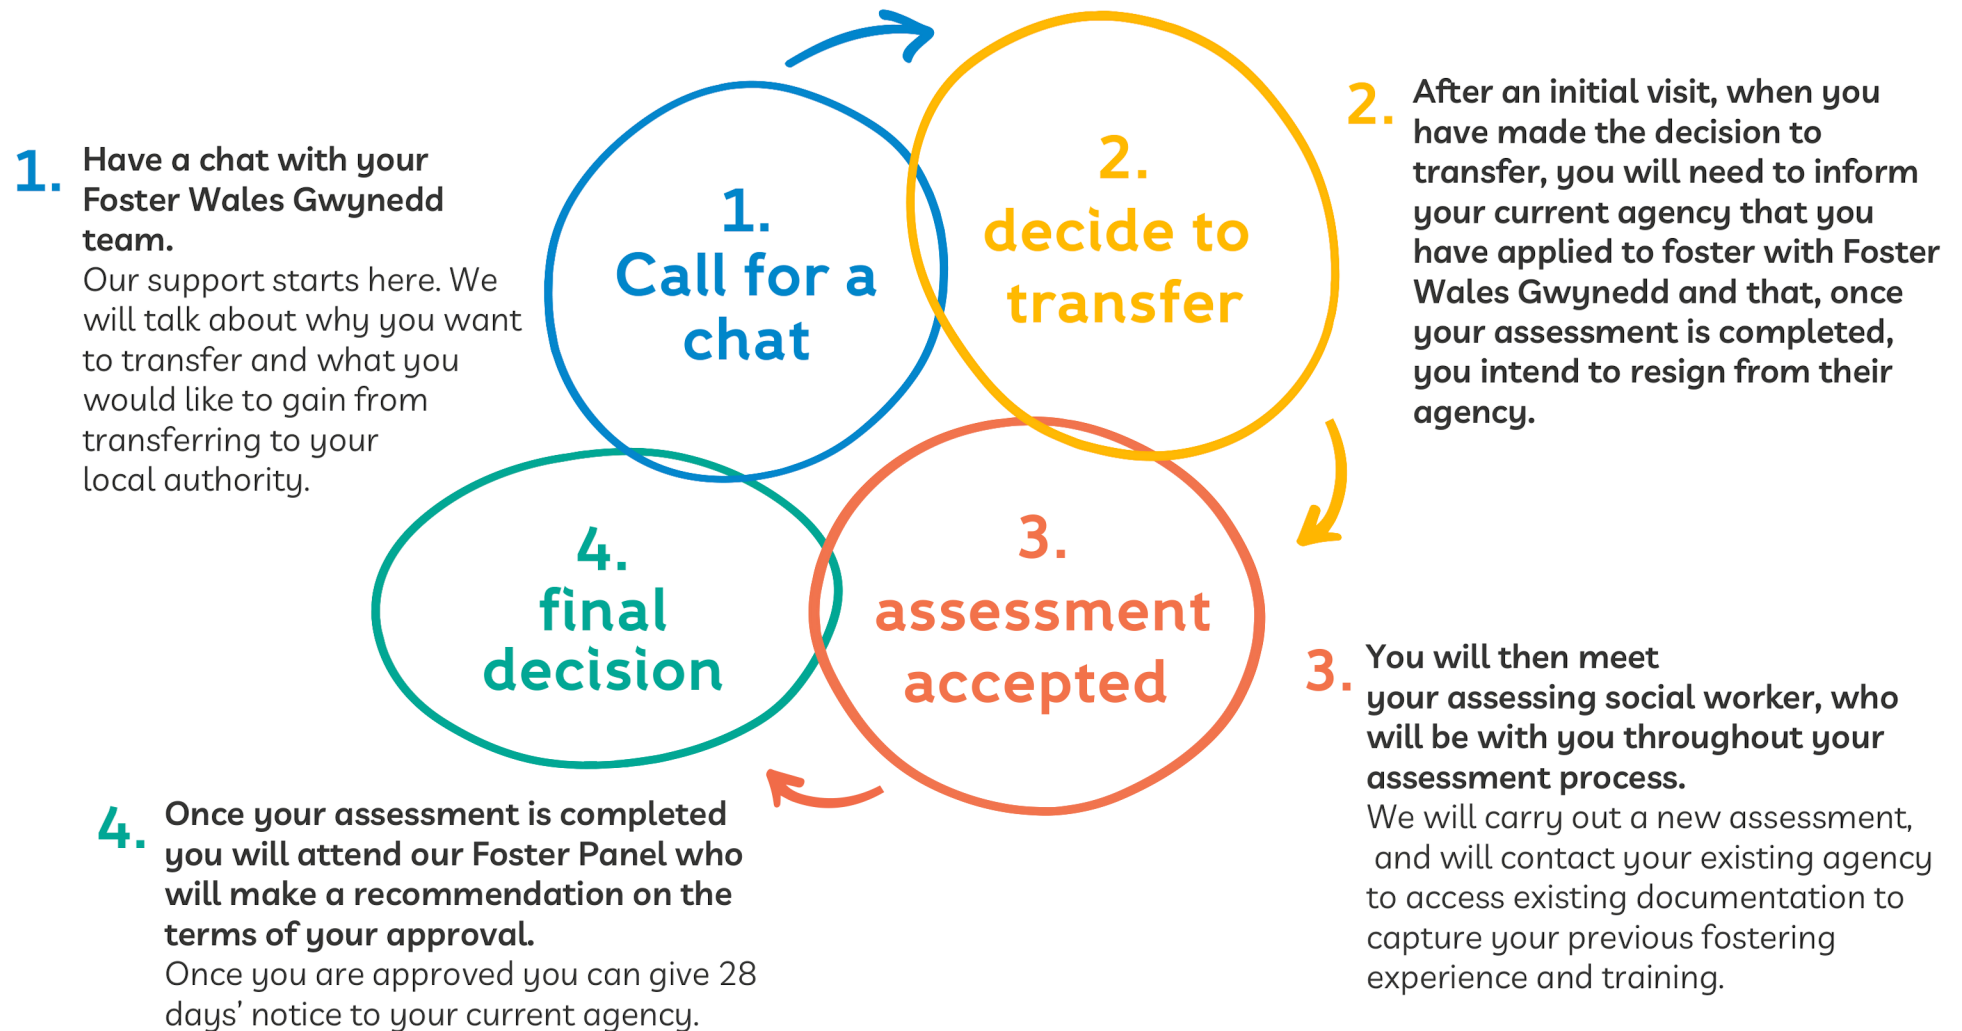 1.
Have a chat with your
Foster Wales Gwynedd
team.
Our support starts here. We
will talk about why you want
to transfer and what you
would like to gain from
transferring to your
local authority.
1.
Call for a
chat
2.
decide to
transfer
2.
After an initial visit, when you
have made the decision to
transfer, you will need to inform
your current agency that you
have applied to foster with Foster
Wales Gwynedd and that, once
your assessment is completed,
you intend to resign from their
agency.
3.
assessment
accepted
3.
You will then meet
your assessing social worker, who
will be with you throughout your
assessment process.
We will carry out a new assessment,
and will contact your existing agency
to access existing documentation to
capture your previous fostering
experience and training.
4.
final
decision
4.
Once your assessment is completed
you will attend our Foster Panel who
will make a recommendation on the
terms of your approval.
Once you are approved you can give 28
days’ notice to your current agency.